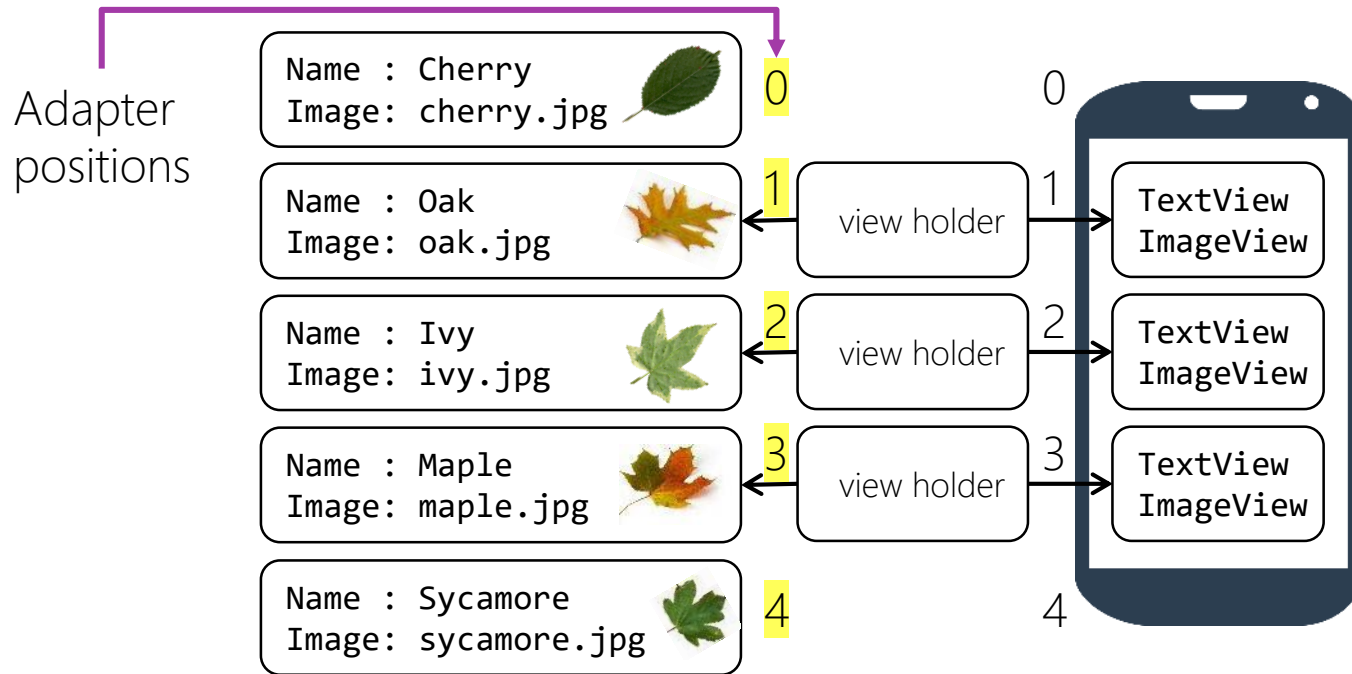 Adapter
positions
Name : Cherry
Image: cherry.jpg
0
0
Name : Oak
Image: oak.jpg
1
view holder
1
TextView
ImageView
Name : Ivy
Image: ivy.jpg
2
view holder
2
TextView
ImageView
Name : Maple
Image: maple.jpg
3
view holder
3
TextView
ImageView
Name : Sycamore
Image: sycamore.jpg
4
4